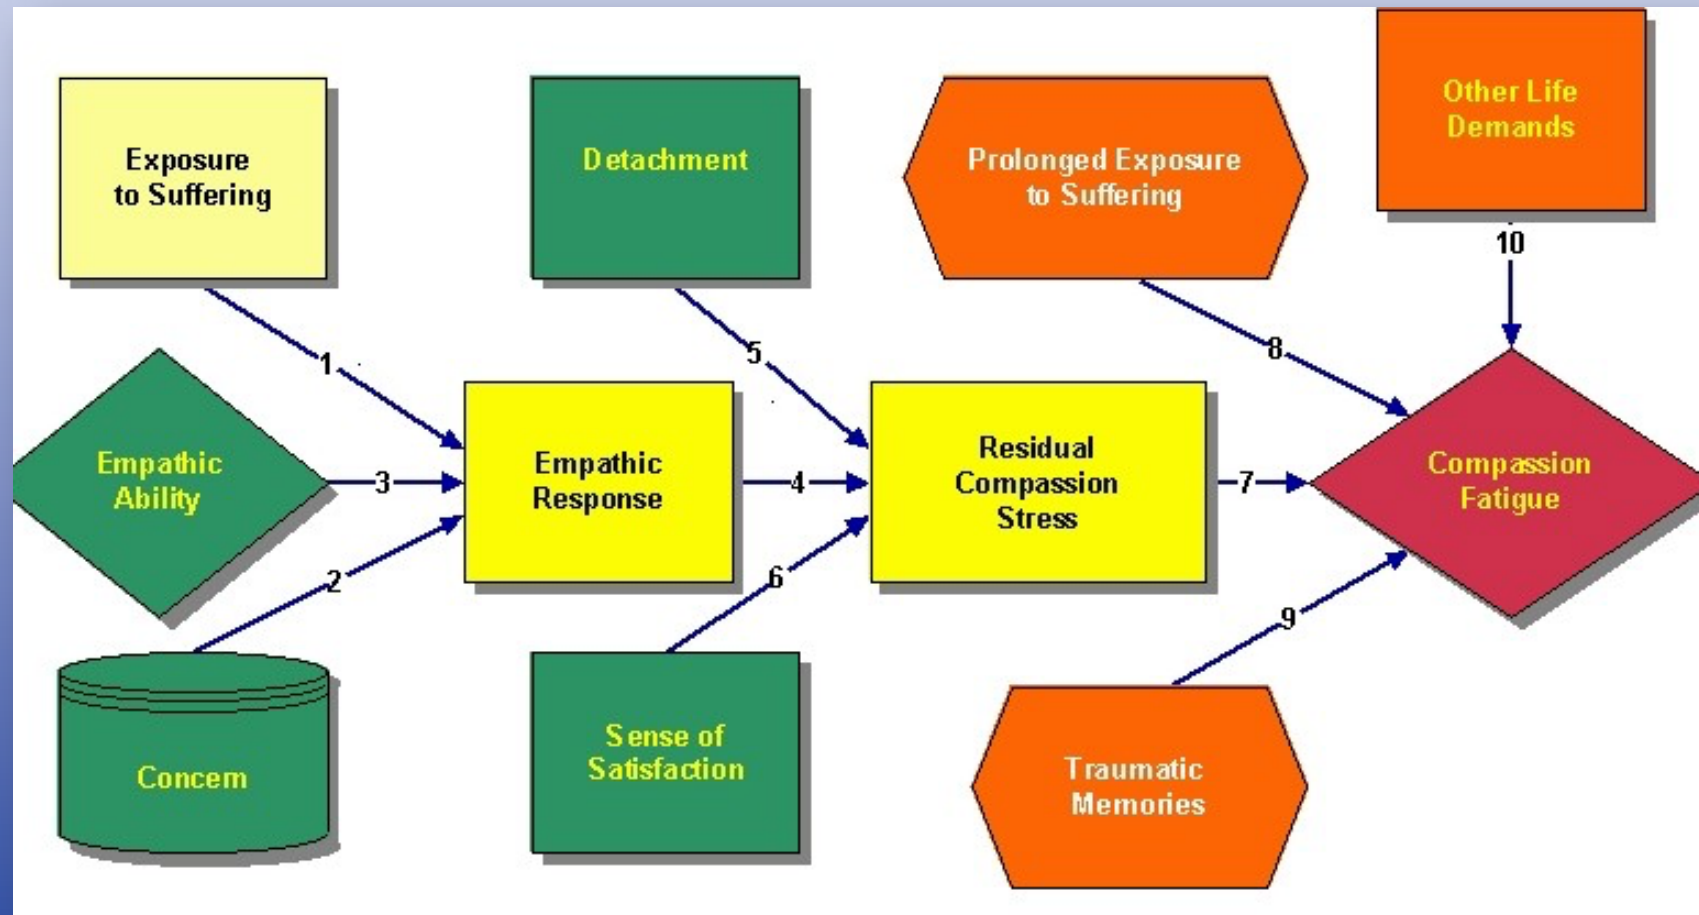 Exposure
to Suffering
Detachment
Prolonged Exposure
to Suffering
Other Life
Demands
10
1
5
8
Empathic
Ability
3
Empathic
Response
4
Residual
Compassion
Stress
7
Compassion
Fatigue
2
6
9
Concern
Sense of
Satisfaction
Traumatic
Memories